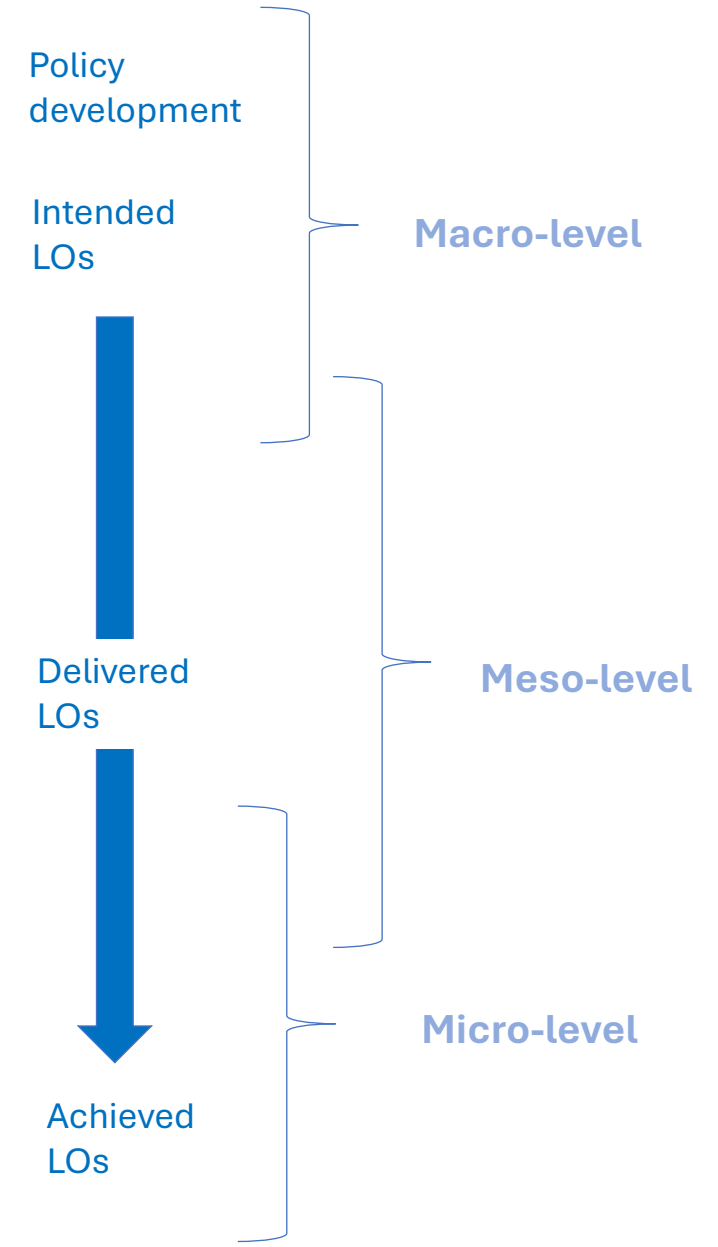 Policy
development
Intended
LOs
Macro-level
Delivered
LOs
Meso-level
Micro-level
Achieved
LOs